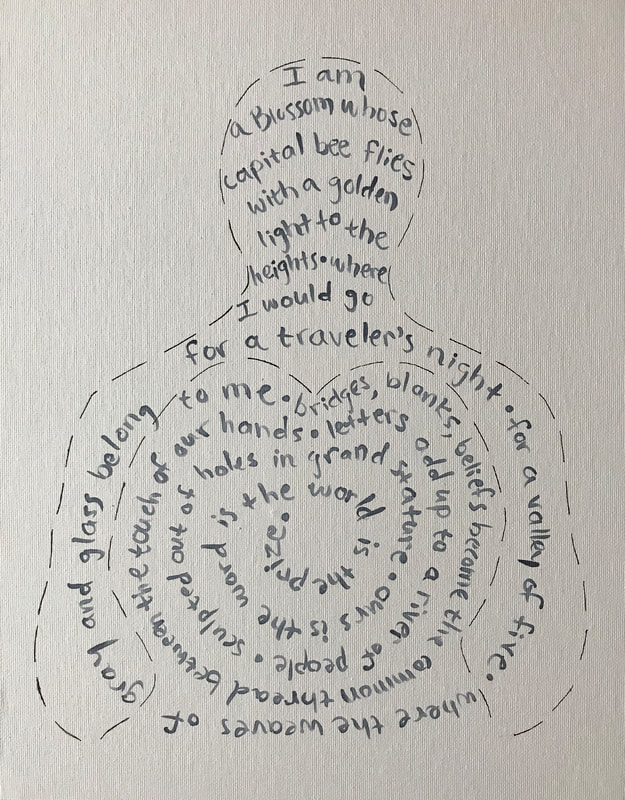 I am
a Blossom whose
capital bee flies
with a golden
light to the
heights. where
I would go
for a traveler's night. for a valley of five. where the weaves of gray and glass belong to me. bridges, blanks, beliefs become the common thread between the touch of our hands. letters add up to a river of people. sculpted out of holes in grand stature. ours is the word is the world is the prize.